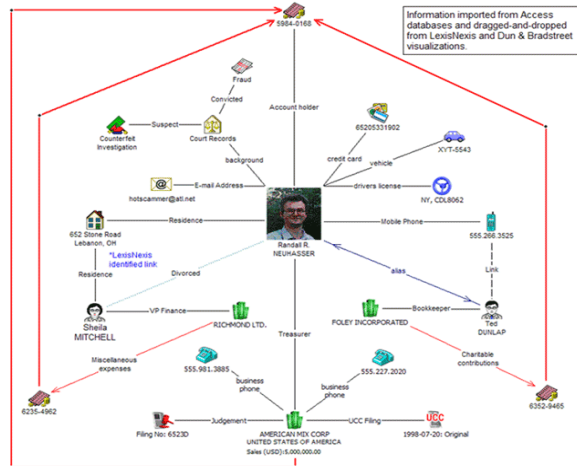 Information imported from Access
databases and dragged-and-dropped
from LexisNexis and Dun & Bradstreet
visualizations.
5984-0168
Fraud
Convicted
Account holder
Suspect
Counterfeit
Investigation
Court Records
65205331902
XYT-5543
background
credit card
vehicle
E-mail Address
hotscammer@atl.net
drivers license
NY, CDL8062
Residence
Mobile Phone
652 Stone Road
Lebanon, OH
Randall R.
NEUHASSER
555.266.3525
*LexisNexis
identified link
Residence
Divorced
alias
Link
Sheila
MITCHELL
VP Finance
RICHMOND LTD.
Treasurer
FOLEY INCORPORATED
Bookkeeper
Ted
DUNLAP
Miscellaneous
expenses
555.981.3885
555.227.2020
Charitable
contributions
business
phone
business
phone
6235-4962
6352-9465
Filing No: 6523D
Judgement
AMERICAN MIX CORP
UNITED STATES OF AMERICA
Sales (USD):5,000,000.00
UCC Filing
UCC
1998-07-20: Original